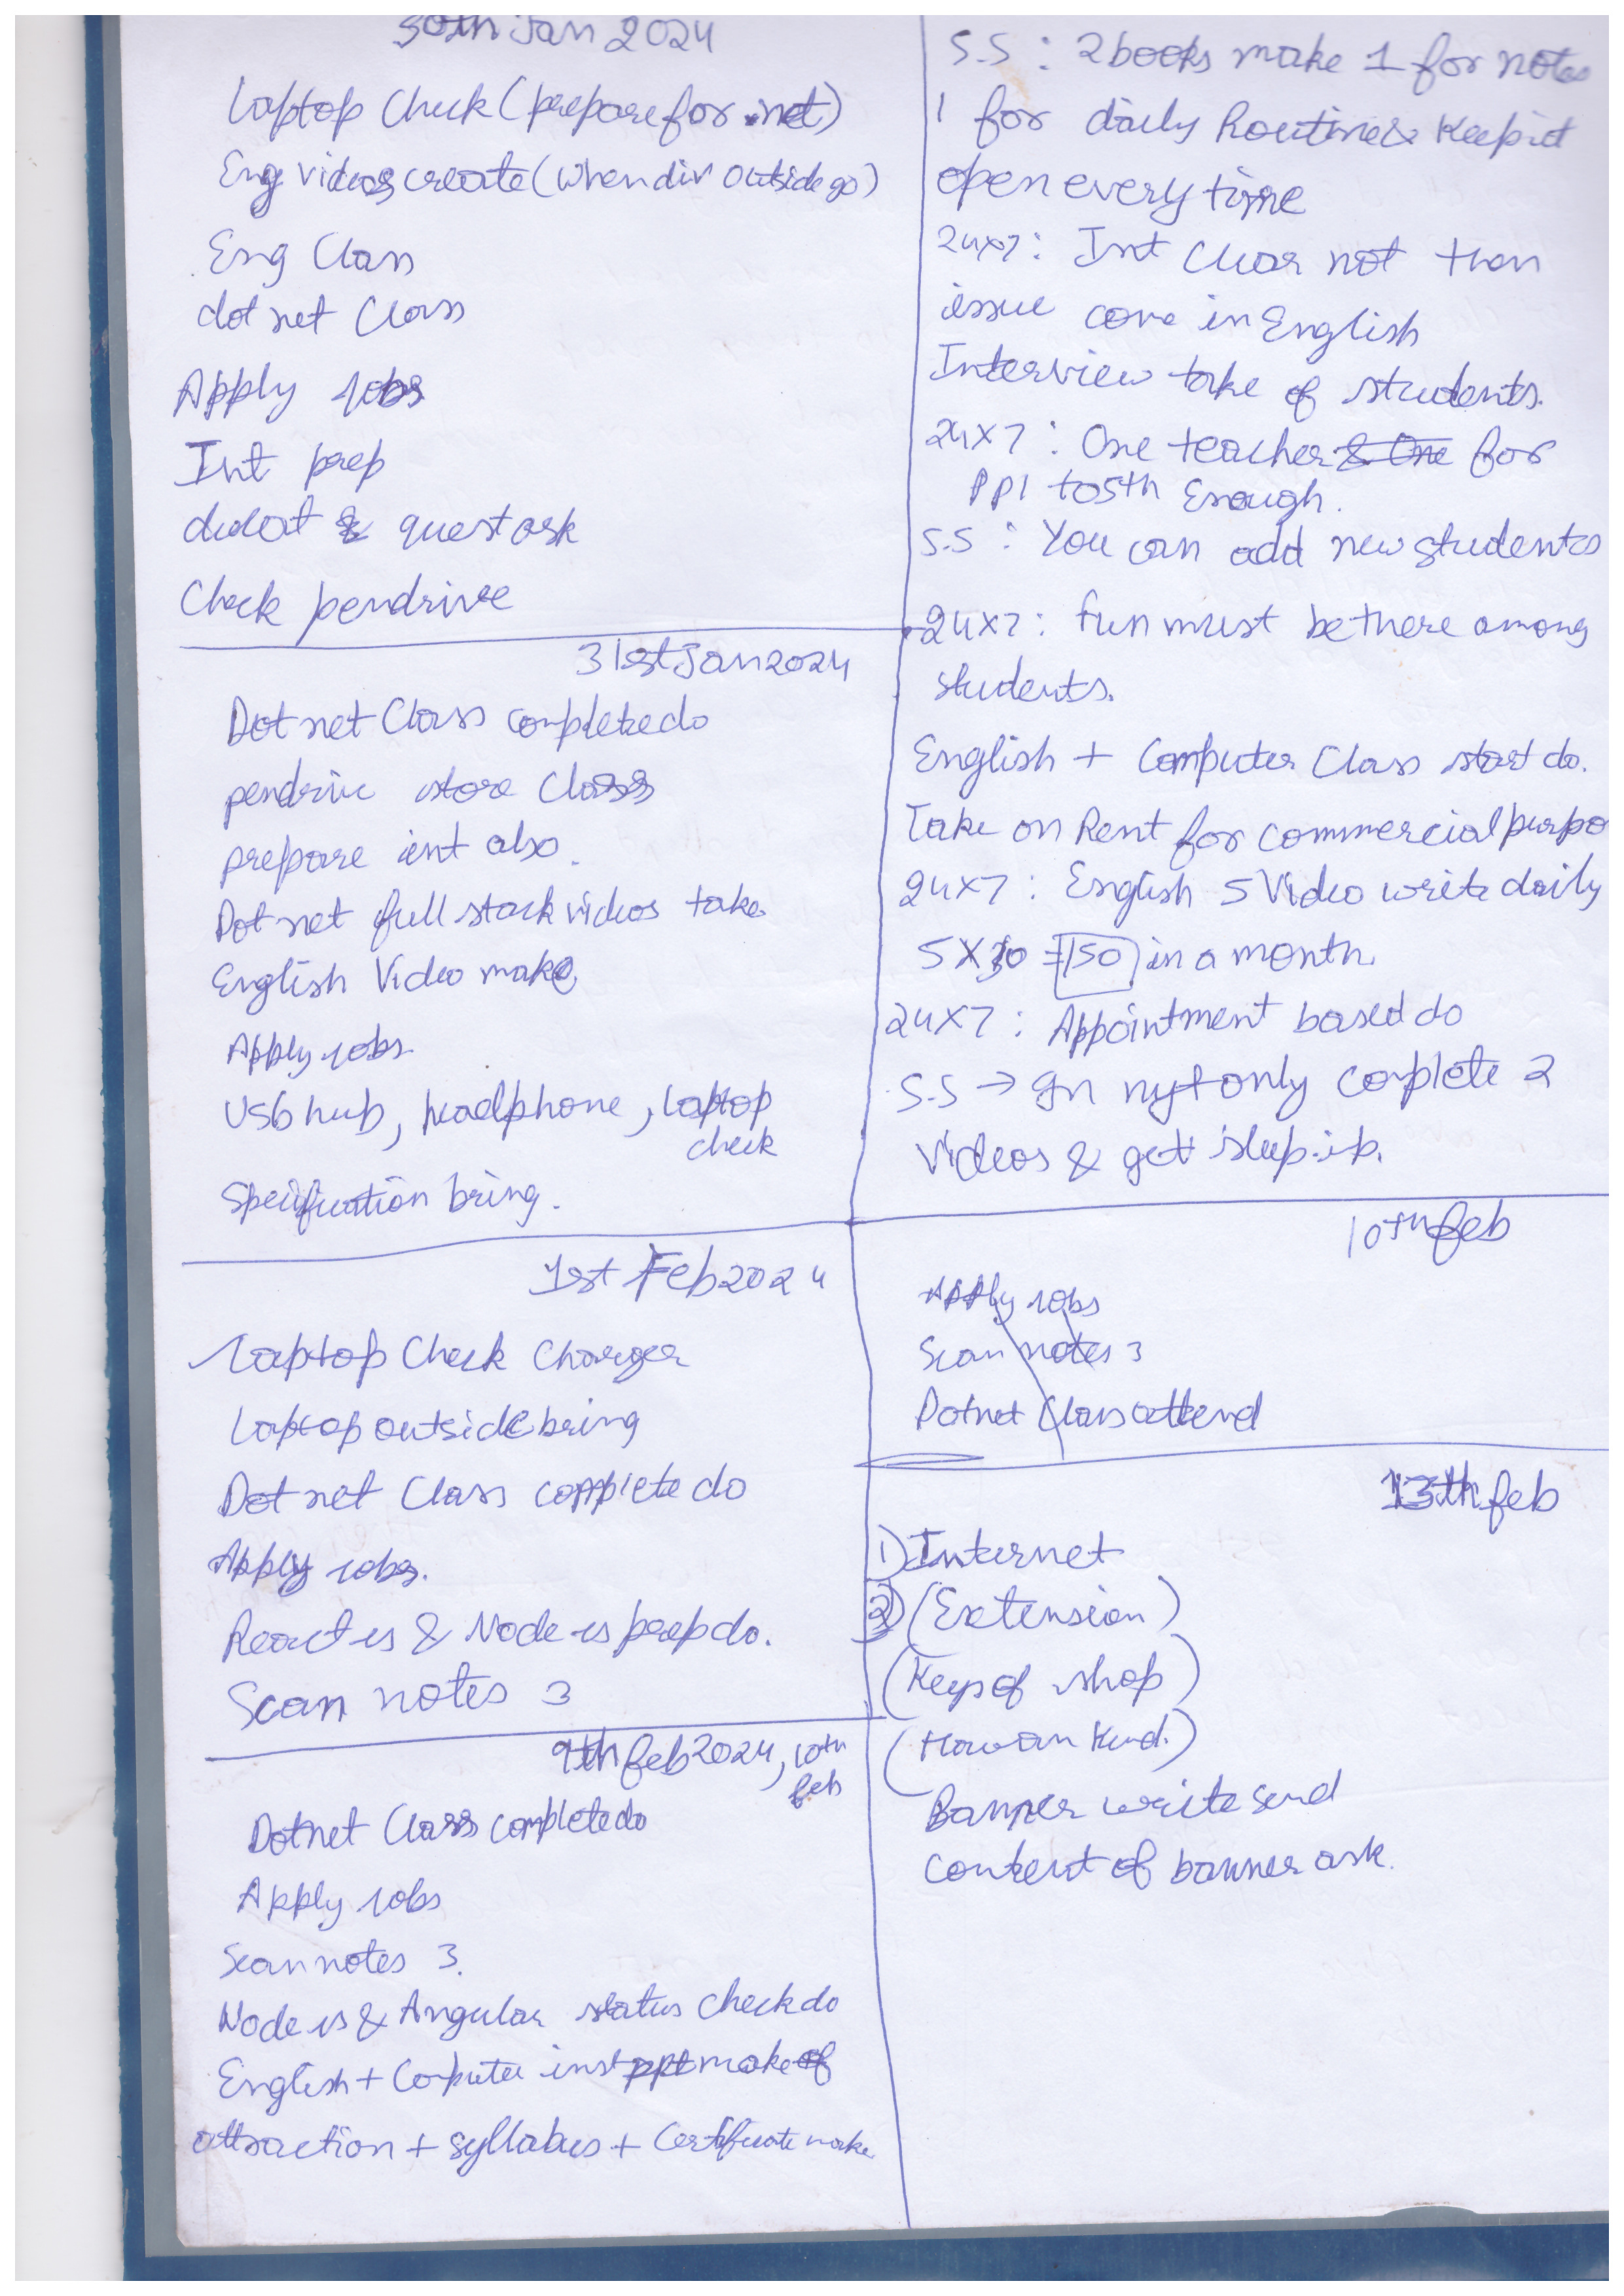 30th Jan 2024
Laptop Check (prepare for .net)
Eng videos create (when div outside go)
Eng Class
dot net Class
Apply jobs
Int prep
& quest ask
Check pendrive
31st Jan 2024
Dot net Class complete do
pendrive store Class
prepare int also.
Dot net full stack videos take
English Video make
Apply jobs.
USB hub, headphone, laptop
check
Specification bring.
1st Feb 2024
Laptop Check Charger
Laptop outside bring
Dot net Class complete do
Apply jobs.
React js & Node js prep do.
Scan notes 3
9th feb 2024, 10th
feb
Dotnet Class complete do
Apply jobs
Scan notes 3.
Node js & Angular status check do
English + Computer inst ppt make of
attraction + syllabus + Certificate make
S.S : 2 books make 1 for notes
1 for daily Routine & Keep it
open every time
24x7: Int Clear not then
issue come in English
Interview take of students.
24x7 : One teacher & One for
PP1 to 5th Enough.
S.S : You can add new students
24x7: fun must be there among
students.
English + Computer Class start do.
Take on Rent for commercial purpo
24x7 : English 5 Video write daily
5x30 = 150 in a month.
24x7 : Appointment based do
S.S → gn nyt only complete 2
Videos & get sleep
10th feb
Apply jobs
Scan notes 3
Dotnet Class attend
13th feb
1) Internet
2) (Extension)
(Keys of shop)
(Hawan Kund.)
Banner write send
Content of banner ask.